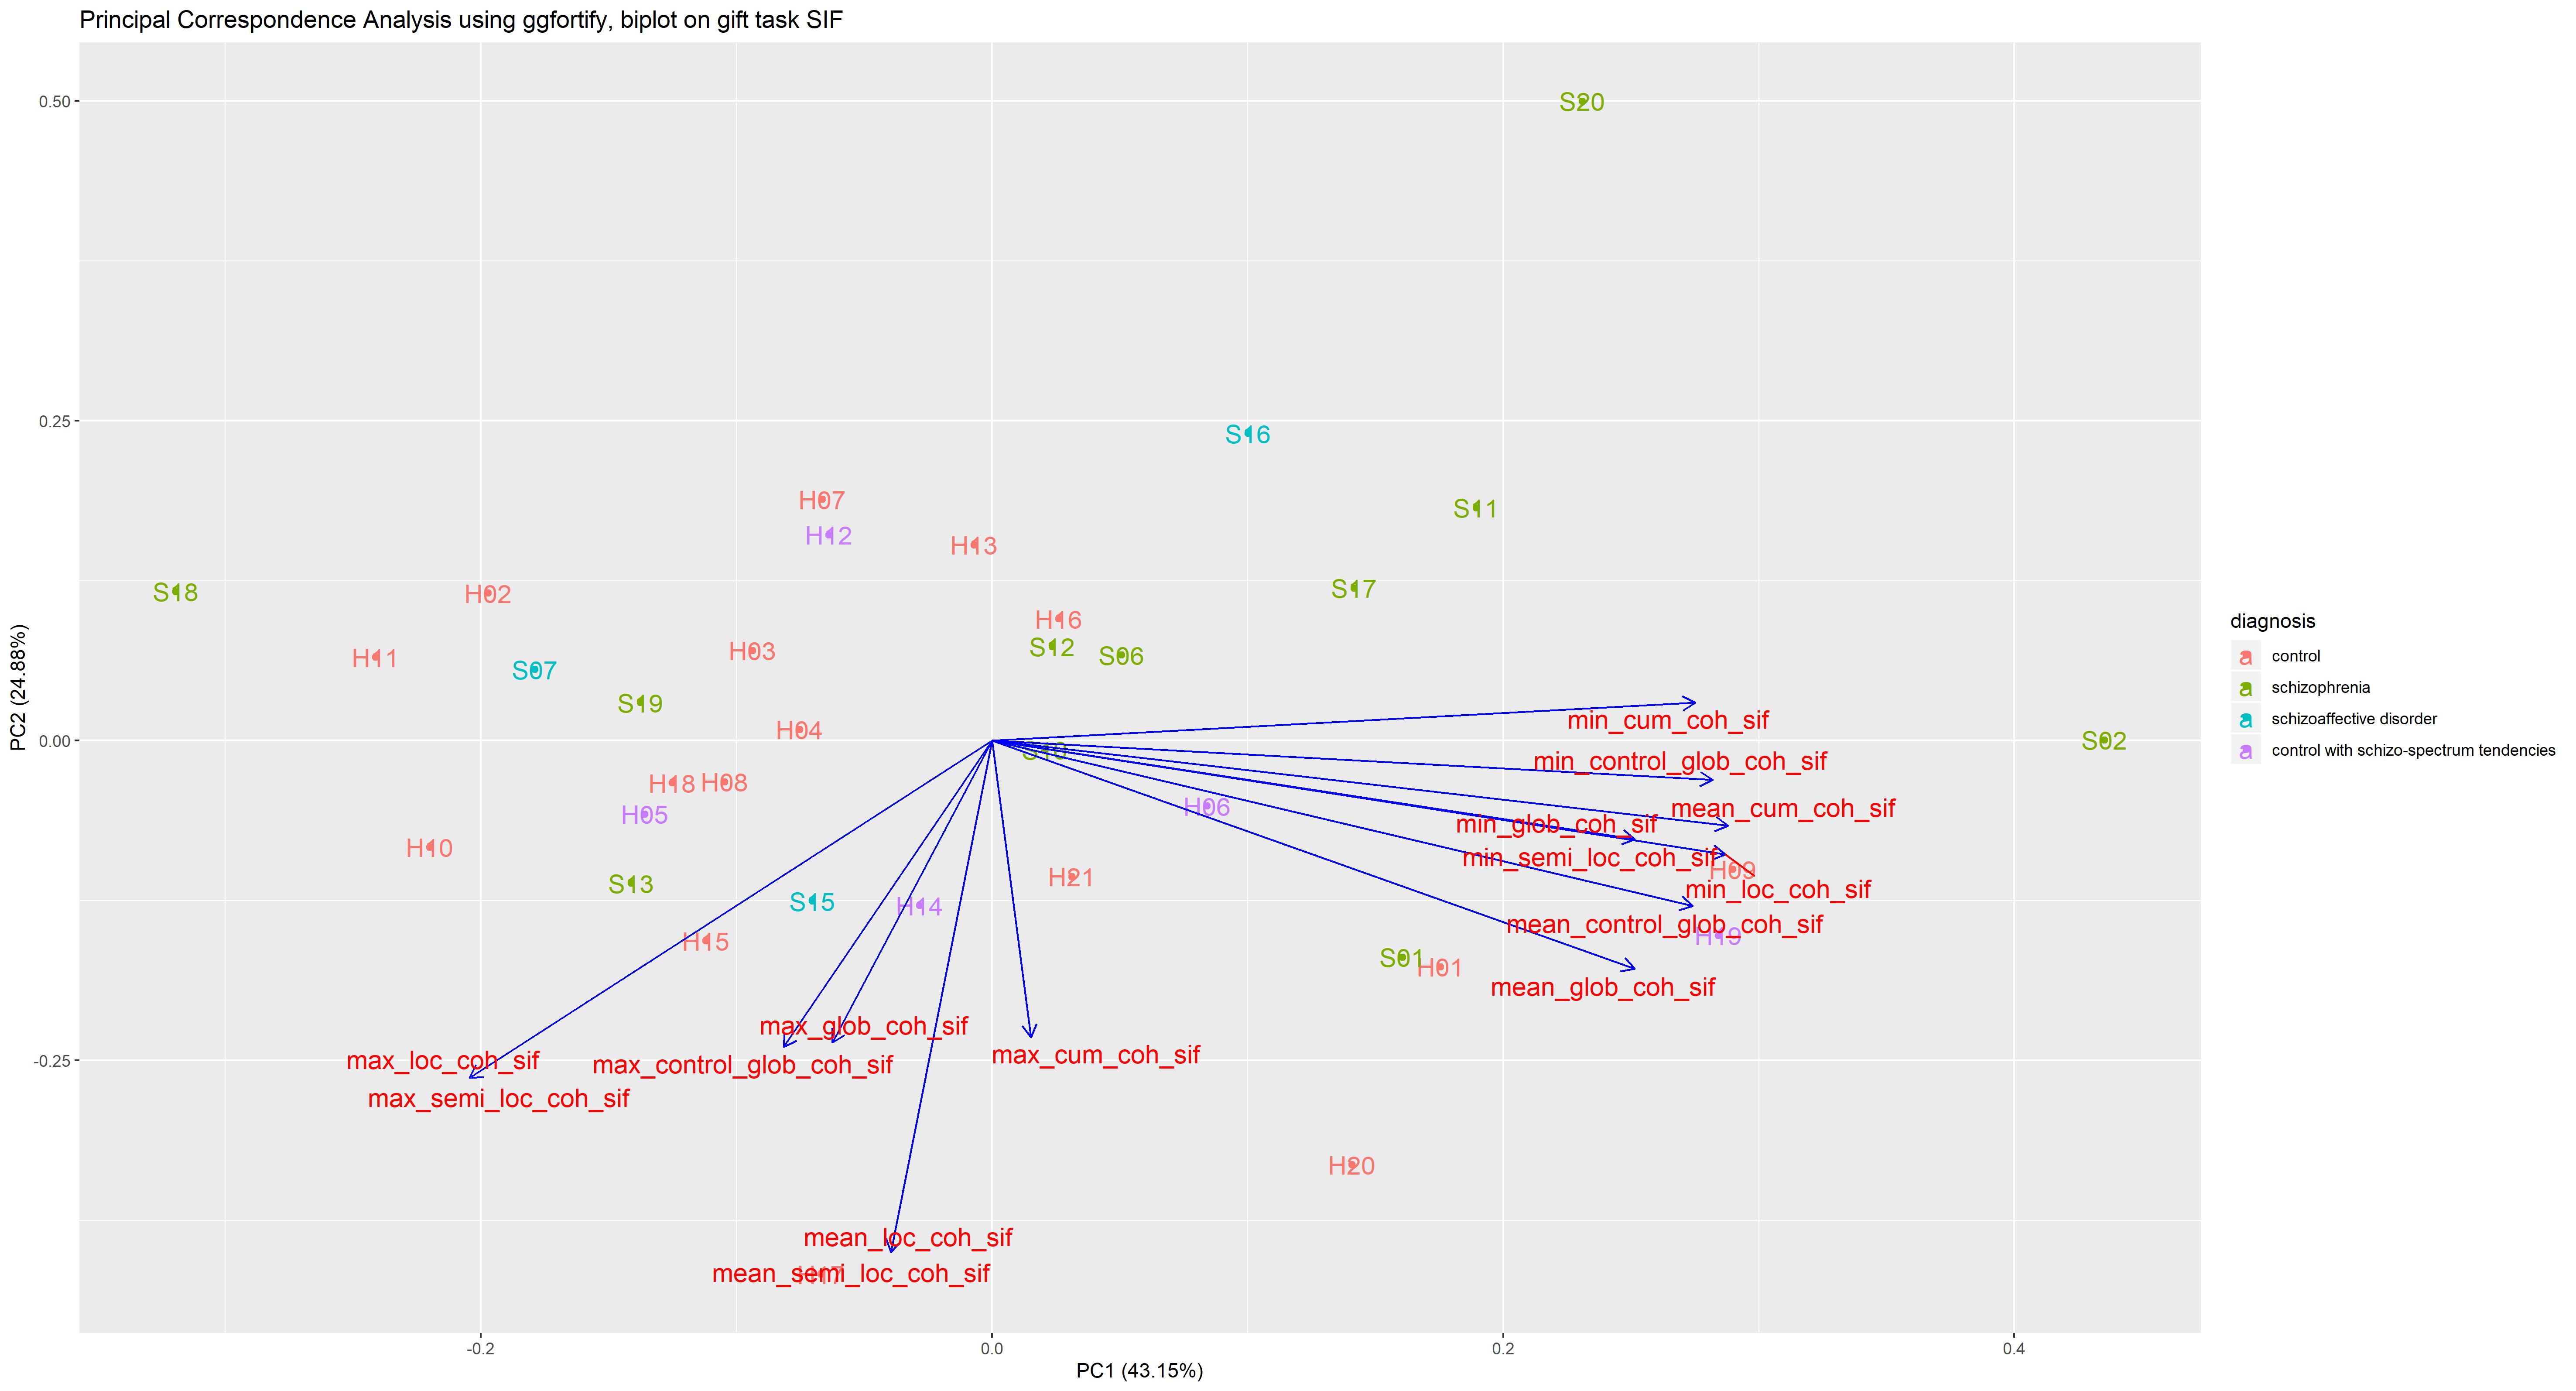 Principal Correspondence Analysis using ggfortify, biplot on gift task SIF
0.50
S20
0.25
S16
H07
S11
H12
H13
S18
H02
S17
H16
H11
H03
S12
S06
S07
S19
min_cum_coh_sif
H04
0.00
S02
min_control_glob_coh_sif
H18
H08
H05
H06
mean_cum_coh_sif
min_glob_coh_sif
H10
min_semi_loc_coh_sif
H09
S13
H21
min_loc_coh_sif
S15
H14
mean_control_glob_coh_sif
H19
H15
S01
H01
mean_glob_coh_sif
max_glob_coh_sif
max_cum_coh_sif
-0.25
max_loc_coh_sif
max_control_glob_coh_sif
max_semi_loc_coh_sif
H20
mean_loc_coh_sif
mean_semi_loc_coh_sif
H17
-0.2
0.0
0.2
0.4
PC1 (43.15%)
PC2 (24.88%)
diagnosis
a control
a schizophrenia
a schizoaffective disorder
a control with schizo-spectrum tendencies